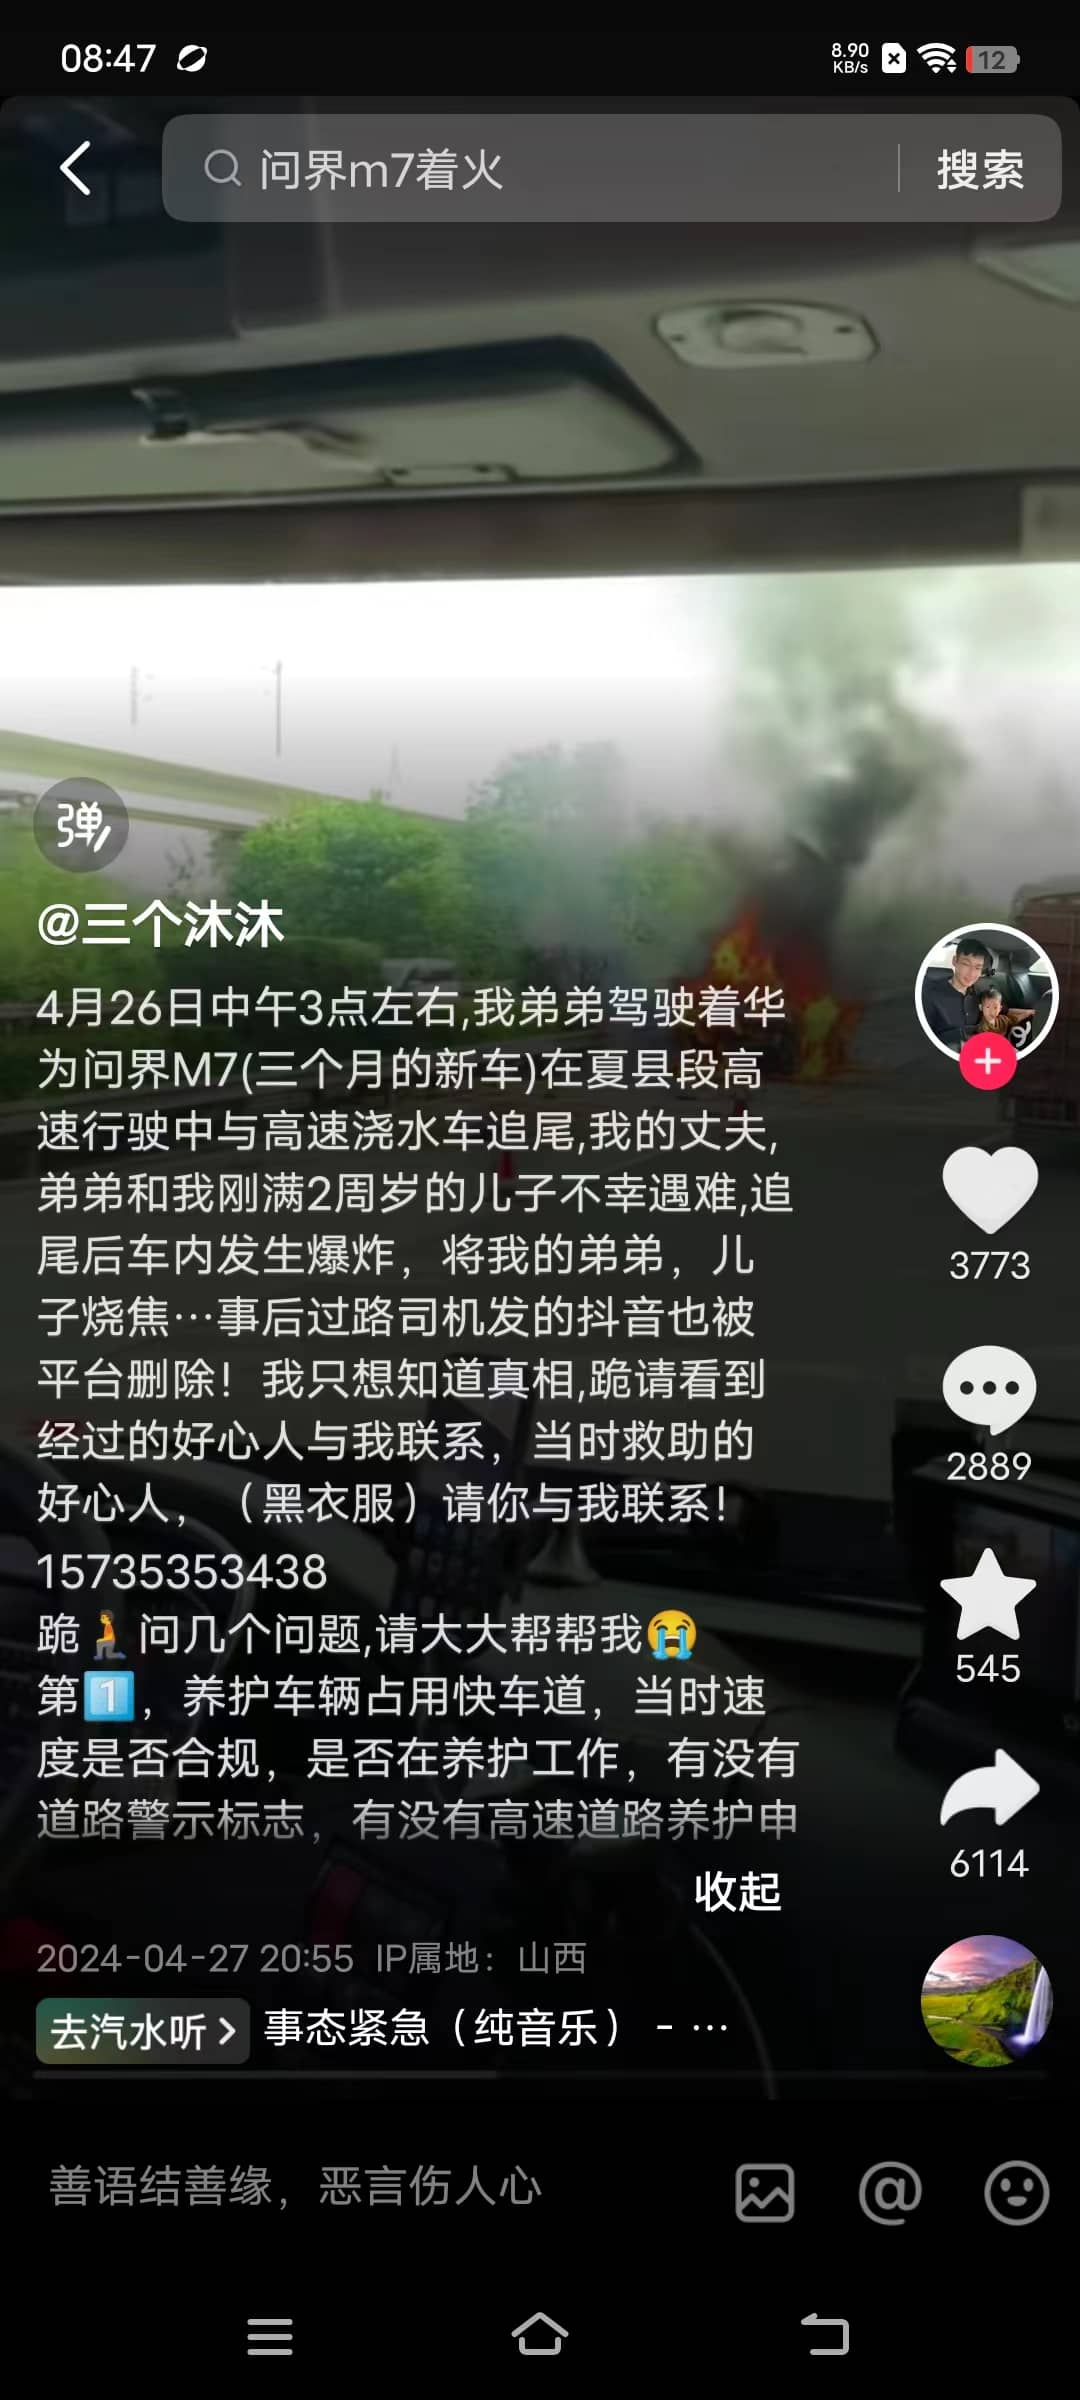 08:47
8.90
KB/s
12
问界m7着火
搜索
弹
@三个沐沐
4月26日中午3点左右,我弟弟驾驶着华
为问界M7(三个月的新车)在夏县段高
速行驶中与高速浇水车追尾,我的丈夫,
弟弟和我刚满2周岁的儿子不幸遇难,追
尾后车内发生爆炸，将我的弟弟，儿
子烧焦…事后过路司机发的抖音也被
平台删除！我只想知道真相,跪请看到
经过的好心人与我联系，当时救助的
好心人，（黑衣服）请你与我联系！
15735353438
跪🧎问几个问题,请大大帮帮我😭
第1️⃣，养护车辆占用快车道，当时速
度是否合规，是否在养护工作，有没有
道路警示标志，有没有高速道路养护申
收起
2024-04-27 20:55 IP属地：山西
去汽水听 > 事态紧急（纯音乐） - …
3773
2889
545
6114
善语结善缘，恶言伤人心